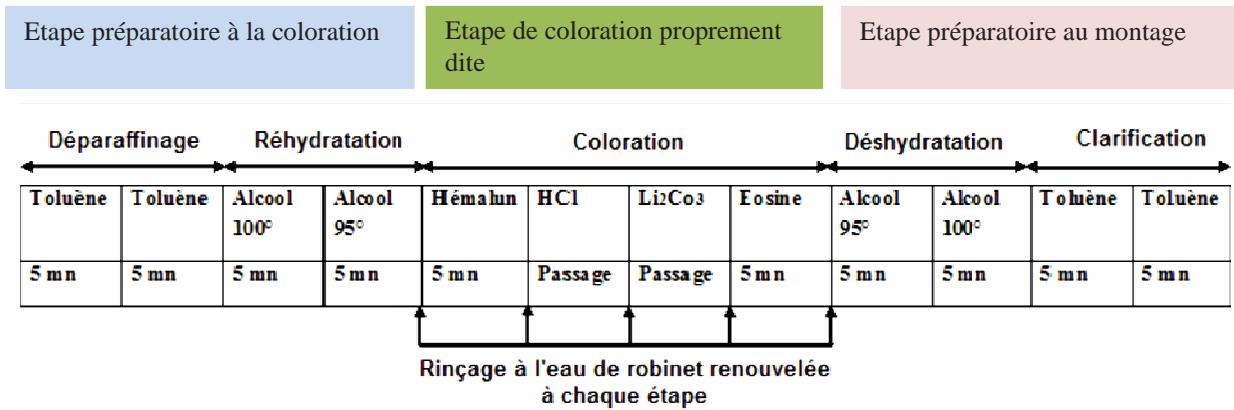 Etape préparatoire à la coloration
Etape de coloration proprement
dite
Etape préparatoire au montage
Déparaffinage Réhydratation Coloration Déshydratation Clarification
Toluène Toluène Alcool 100° Alcool 95° Hémalun HCl Li2Co3 Eosine Alcool 95° Alcool 100° Toluène Toluène
5 mn 5 mn 5 mn 5 mn 5 mn Passage Passage 5 mn 5 mn 5 mn 5 mn 5 mn
Rinçage à l'eau de robinet renouvelée
à chaque étape